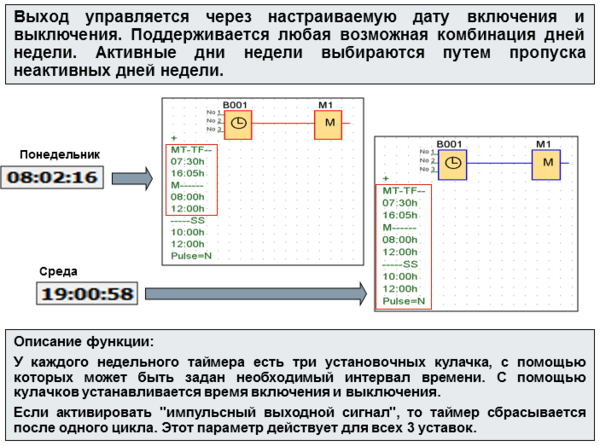 Выход управляется через настраиваемую дату включения и
выключения. Поддерживается любая возможная комбинация дней
недели. Активные дни недели выбираются путем пропуска
неактивных дней недели.
Понедельник
08:02:16
B001
M1
No 1
No 2
No 3
M
+
MT-TF--
07:30h
16:05h
M------
08:00h
12:00h
-----SS
10:00h
12:00h
Pulse=N
Среда
19:00:58
B001
M1
No 1
No 2
No 3
M
+
MT-TF--
07:30h
16:05h
M------
08:00h
12:00h
-----SS
10:00h
12:00h
Pulse=N
Описание функции:
У каждого недельного таймера есть три установочных кулачка, с помощью
которых может быть задан необходимый интервал времени. С помощью
кулачков устанавливается время включения и выключения.
Если активировать "импульсный выходной сигнал", то таймер сбрасывается
после одного цикла. Этот параметр действует для всех 3 уставок.